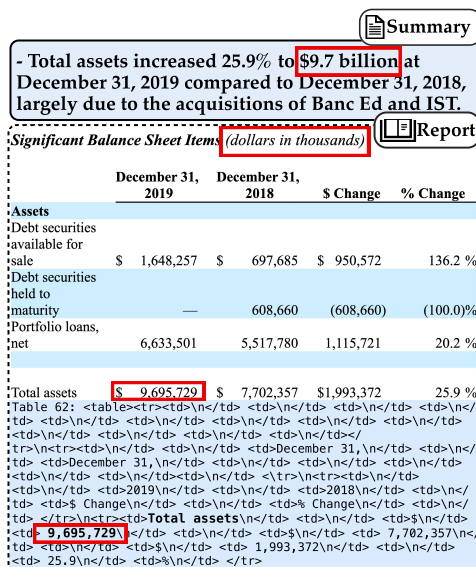 Summary
- Total assets increased 25.9% to $9.7 billion at
December 31, 2019 compared to December 31, 2018,
largely due to the acquisitions of Banc Ed and IST.
Report
Significant Balance Sheet Items (dollars in thousands)
December 31, 2019 December 31, 2018 $ Change % Change
Assets
Debt securities
available for
sale $ 1,648,257 $ 697,685 $ 950,572 136.2 %
Debt securities
held to
maturity — 608,660 (608,660) (100.0)%
Portfolio loans,
net 6,633,501 5,517,780 1,115,721 20.2 %
Total assets $ 9,695,729 $ 7,702,357 $1,993,372 25.9 %
Table 62: <table><tr><td>\n</td> <td>\n</td> <td>\n</td> <td>\n</
td> <td>\n</td> <td>\n</td> <td>\n</td> <td>\n</td> <td>\n</td>
<td>\n</td> <td>\n</td> <td>\n</td> <td>\n</td></
tr>\n<tr><td>\n</td> <td>\n</td> <td>December 31,\n</td> <td>\n</
td> <td>December 31,\n</td> <td>\n</td> <td>\n</td> <td>\n</td>
<td>\n</td> <td>\n</td> <td>\n</td> <\tr>\n<tr><td>\n</td>
<td>\n</td> <td>2019\n</td> <td>\n</td> <td>2018\n</td> <td>\n</
td> <td>$ Change\n</td> <td>\n</td> <td>% Change\n</td> <td>\n</
td> </tr>\n<tr><td>Total assets\n</td> <td>\n</td> <td>$\n</td>
<td> 9,695,729\n</td> <td>\n</td> <td>$\n</td> <td> 7,702,357\n</
td> <td>\n</td> <td>$\n</td> <td> 1,993,372\n</td> <td>\n</td>
<td> 25.9\n</td> <td>%\n</td> </tr>